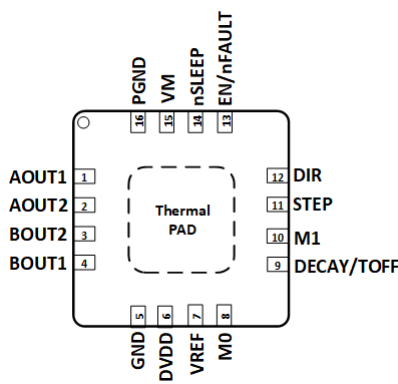 PGND
VM
nSLEEP
EN/nFAULT
16
15
14
13
AOUT1 1
AOUT2 2
BOUT2 3
BOUT1 4
Thermal
PAD
12 DIR
11 STEP
10 M1
9 DECAY/TOFF
5
6
7
8
GND
DVDD
VREF
M0